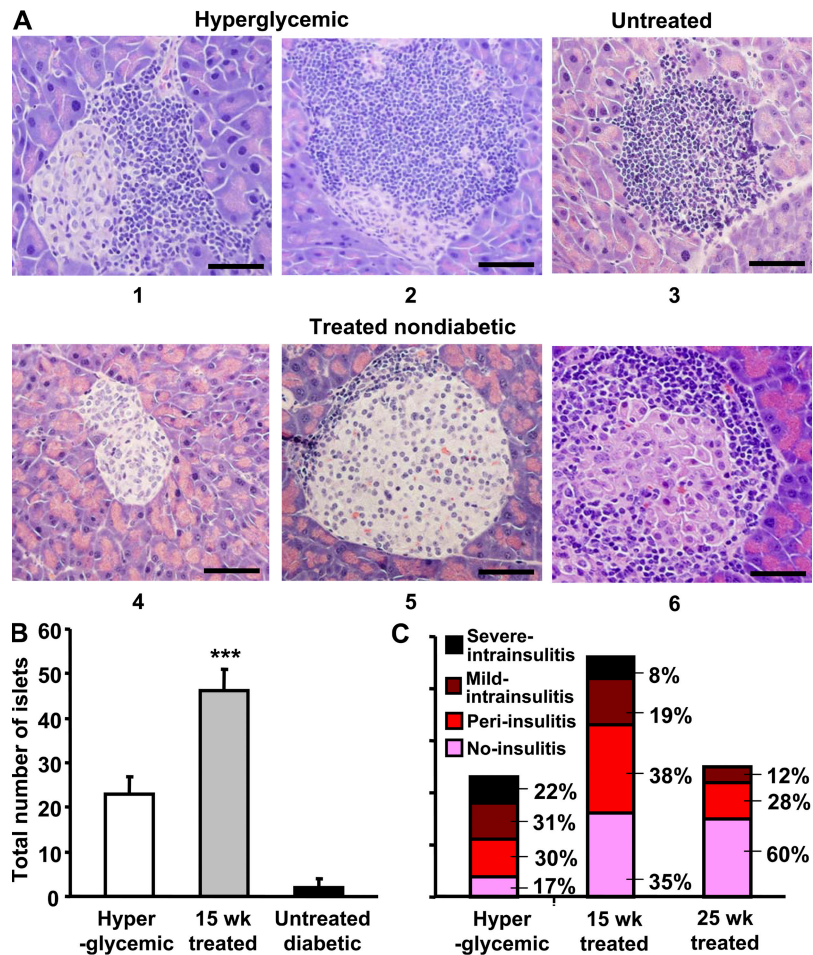 A
Hyperglycemic
Untreated
1
2
3
Treated nondiabetic
4
5
6
B
Total number of islets
60
50
40
30
20
10
0
***
Hyper
-glycemic
15 wk
treated
Untreated
diabetic
C
Severe-
intrainsulitis
Mild-
intrainsulitis
Peri-insulitis
No-insulitis
22%
31%
30%
17%
8%
19%
38%
35%
12%
28%
60%
Hyper
-glycemic
15 wk
treated
25 wk
treated